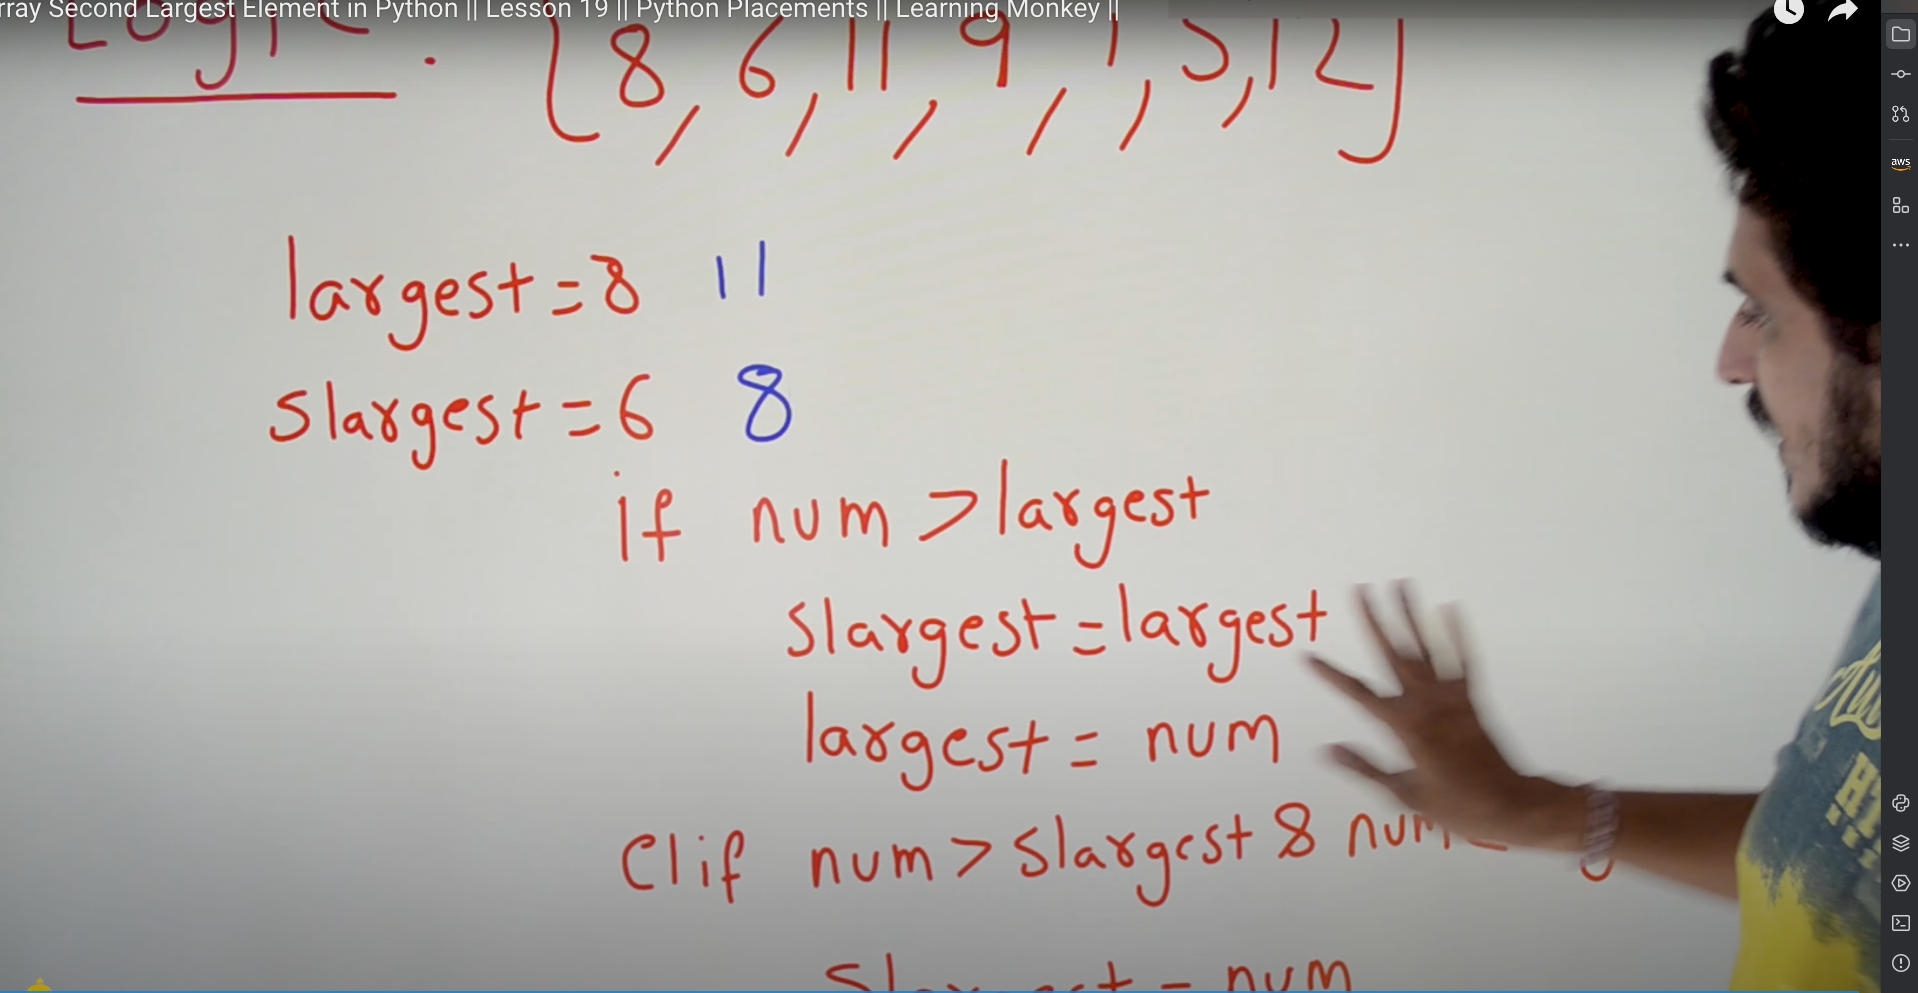 rray Second Largest Element in Python || Lesson 19 || Python Placements || Learning Monkey ||
Logic : [8, 6, 11, 9, 1, 5, 12]
largest = 8 11
slargest = 6 8
if num > largest
slargest = largest
largest = num
elif num > slargest & num
slargest = num
aws